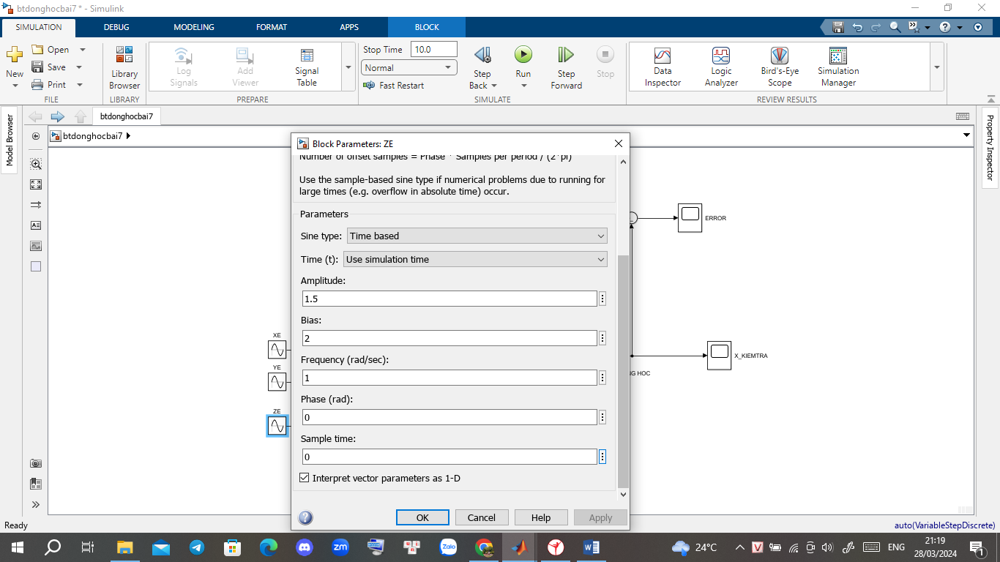 btdonghocbai7 * - Simulink
SIMULATION DEBUG MODELING FORMAT APPS BLOCK
New
Open
Save
Print
FILE
Library Browser
LIBRARY
Log Signals
Add Viewer
Signal Table
PREPARE
Stop Time 10.0
Normal
Fast Restart
Step Back
Run
Step Forward
Stop
SIMULATE
Data Inspector
Logic Analyzer
Bird's-Eye Scope
Simulation Manager
REVIEW RESULTS
Model Browser
btdonghocbai7
btdonghocbai7
Property Inspector
Block Parameters: ZE
Number of offset samples = Phase * Samples per period / (2*pi)
Use the sample-based sine type if numerical problems due to running for
large times (e.g. overflow in absolute time) occur.
Parameters
Sine type: Time based
Time (t): Use simulation time
Amplitude:
1.5
Bias:
2
Frequency (rad/sec):
1
Phase (rad):
0
Sample time:
0
Interpret vector parameters as 1-D
OK Cancel Help Apply
XE
YE
ZE
ERROR
X_KIEMTRA
G HOC
Ready
auto(VariableStepDiscrete)
zm
Zalo
24°C
ENG
21:19
28/03/2024
1